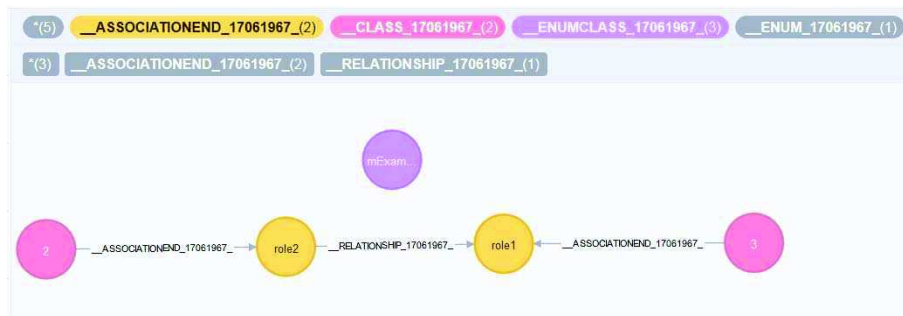 *(5) __ASSOCIATIONEND_17061967_(2) __CLASS_17061967_(2) __ENUMCLASS_17061967_(3) __ENUM_17061967_(1)
*(3) __ASSOCIATIONEND_17061967_(2) __RELATIONSHIP_17061967_(1)
mExam...
2 __ASSOCIATIONEND_17061967_ role2 __RELATIONSHIP_17061967_ role1 __ASSOCIATIONEND_17061967_ 3